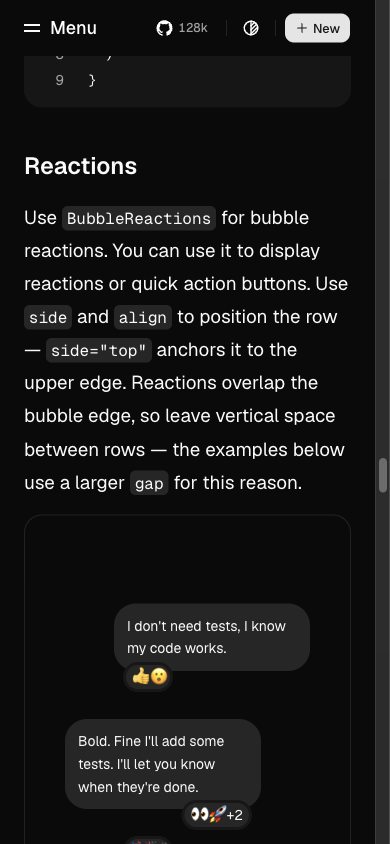 Menu
128k
+ New
9 }
Reactions
Use BubbleReactions for bubble
reactions. You can use it to display
reactions or quick action buttons. Use
side and align to position the row
— side="top" anchors it to the
upper edge. Reactions overlap the
bubble edge, so leave vertical space
between rows — the examples below
use a larger gap for this reason.
I don't need tests, I know
my code works.
👍😮
Bold. Fine I'll add some
tests. I'll let you know
when they're done.
👀🚀+2